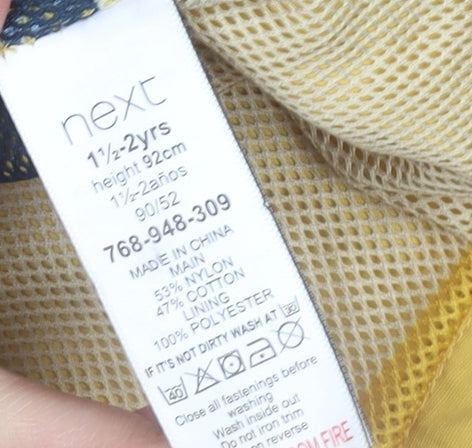 next
1½-2yrs
height 92cm
1½-2años
90/52
768-948-309
MADE IN CHINA
MAIN
53% NYLON
47% COTTON
LINING
100% POLYESTER
IF IT'S NOT DIRTY WASH AT 30
40
Close all fastenings before
washing
Wash inside out
Do not iron trim
on reverse
FIRE